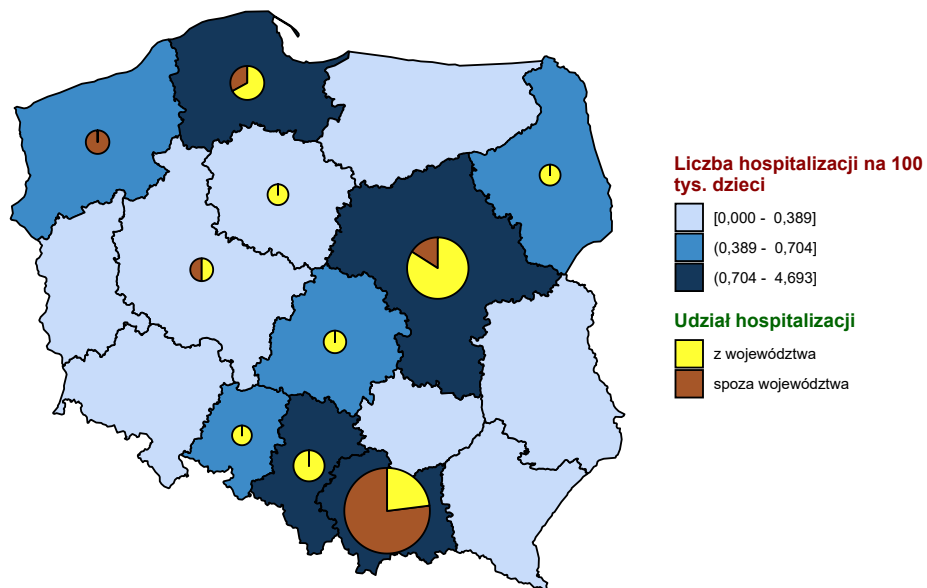 Liczba hospitalizacji na 100
tys. dzieci
[0,000 - 0,389]
(0,389 - 0,704]
(0,704 - 4,693]
Udział hospitalizacji
z województwa
spoza województwa